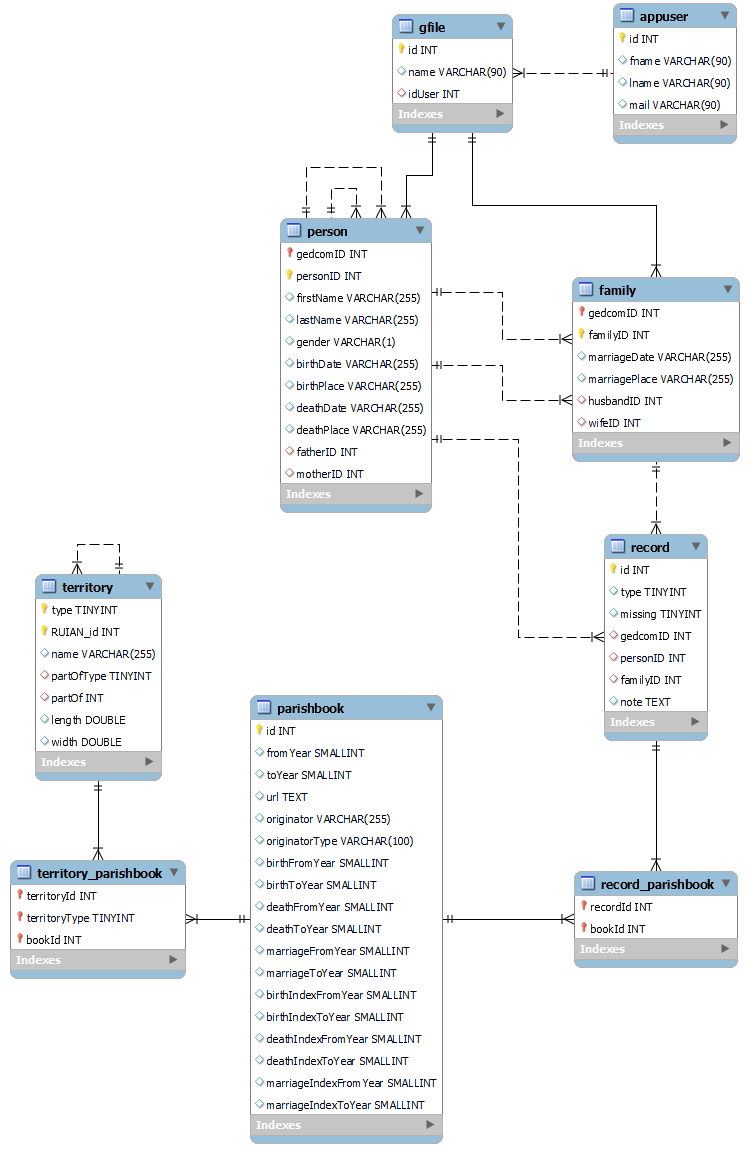 gfile
id INT
name VARCHAR(90)
idUser INT
Indexes
appuser
id INT
fname VARCHAR(90)
lname VARCHAR(90)
mail VARCHAR(90)
Indexes
person
gedcomID INT
personID INT
firstName VARCHAR(255)
lastName VARCHAR(255)
gender VARCHAR(1)
birthDate VARCHAR(255)
birthPlace VARCHAR(255)
deathDate VARCHAR(255)
deathPlace VARCHAR(255)
fatherID INT
motherID INT
Indexes
family
gedcomID INT
familyID INT
marriageDate VARCHAR(255)
marriagePlace VARCHAR(255)
husbandID INT
wifeID INT
Indexes
record
id INT
type TINYINT
missing TINYINT
gedcomID INT
personID INT
familyID INT
note TEXT
Indexes
territory
type TINYINT
RUIAN_id INT
name VARCHAR(255)
partOfType TINYINT
partOf INT
length DOUBLE
width DOUBLE
Indexes
parishbook
id INT
fromYear SMALLINT
toYear SMALLINT
url TEXT
originator VARCHAR(255)
originatorType VARCHAR(100)
birthFromYear SMALLINT
birthToYear SMALLINT
deathFromYear SMALLINT
deathToYear SMALLINT
marriageFromYear SMALLINT
marriageToYear SMALLINT
birthIndexFromYear SMALLINT
birthIndexToYear SMALLINT
deathIndexFromYear SMALLINT
deathIndexToYear SMALLINT
marriageIndexFromYear SMALLINT
marriageIndexToYear SMALLINT
Indexes
territory_parishbook
territoryId INT
territoryType TINYINT
bookId INT
Indexes
record_parishbook
recordId INT
bookId INT
Indexes